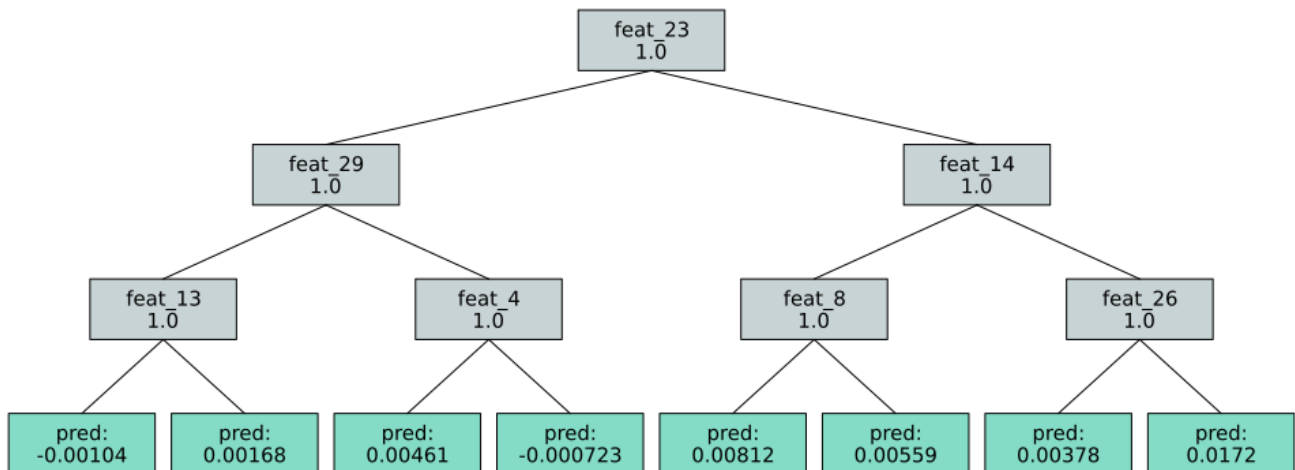 feat_23
1.0
feat_29
1.0
feat_14
1.0
feat_13
1.0
feat_4
1.0
feat_8
1.0
feat_26
1.0
pred:
-0.00104
pred:
0.00168
pred:
0.00461
pred:
-0.000723
pred:
0.00812
pred:
0.00559
pred:
0.00378
pred:
0.0172